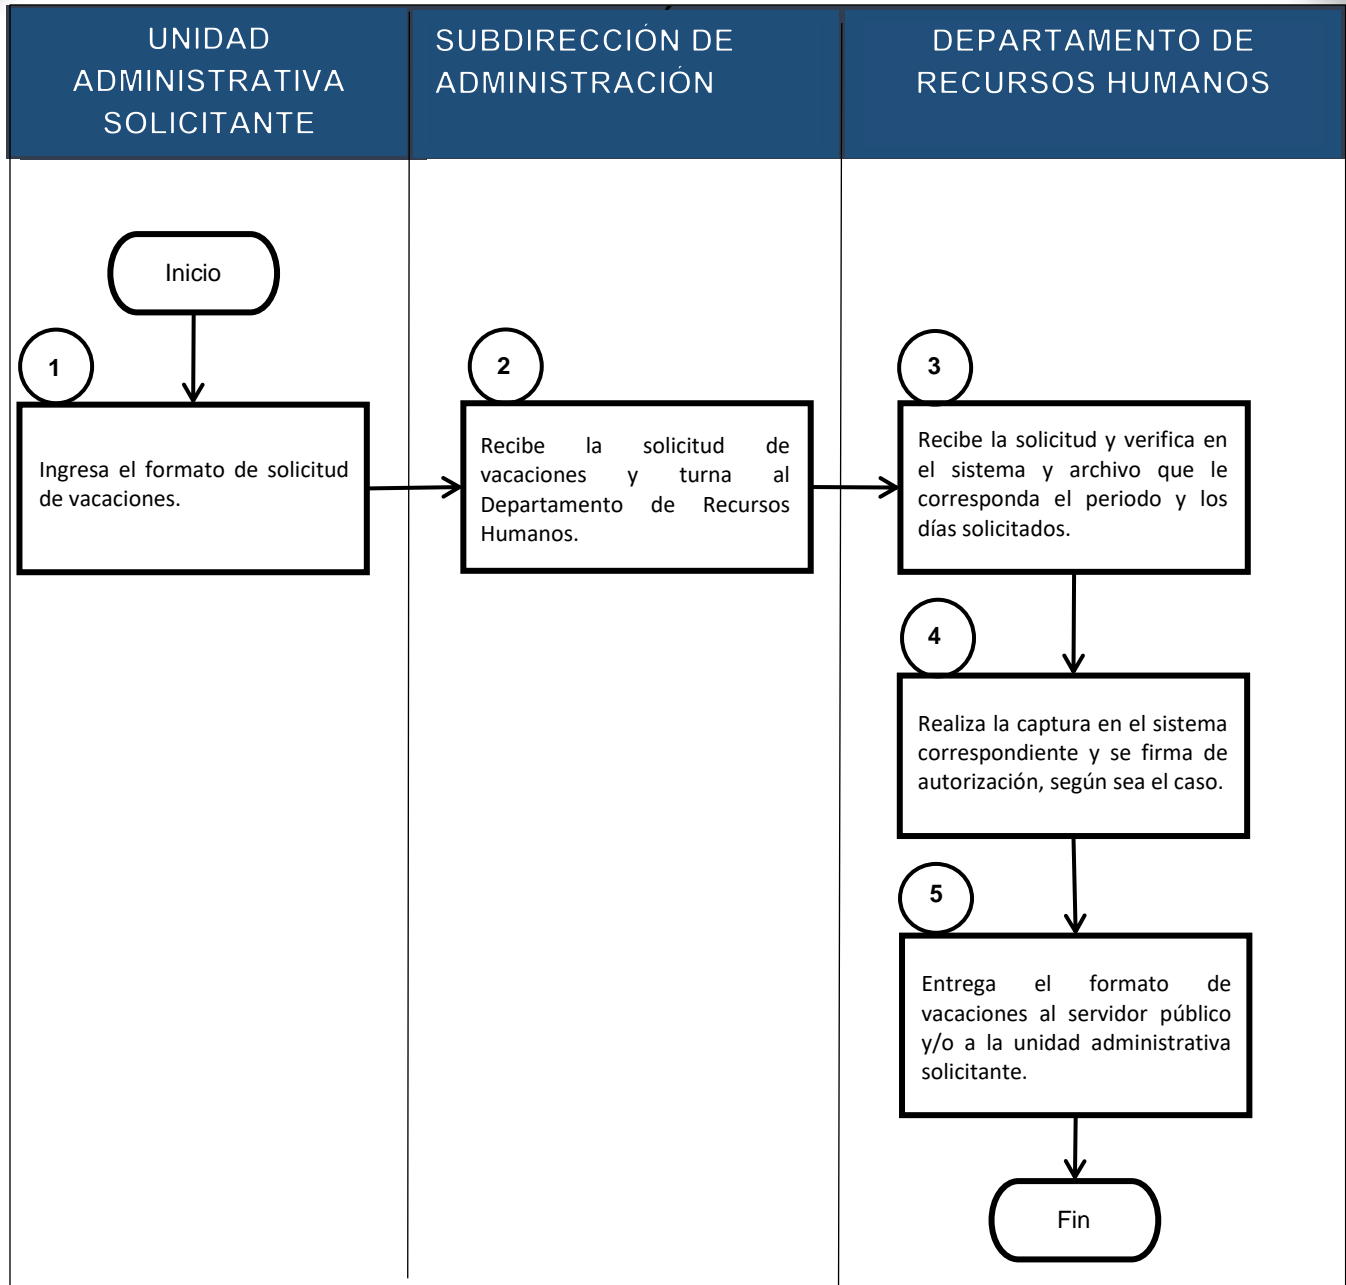 UNIDAD
ADMINISTRATIVA
SOLICITANTE
SUBDIRECCIÓN DE
ADMINISTRACIÓN
DEPARTAMENTO DE
RECURSOS HUMANOS
Inicio
1
Ingresa el formato de solicitud
de vacaciones.
2
Recibe la solicitud de
vacaciones y turna al
Departamento de Recursos
Humanos.
3
Recibe la solicitud y verifica en
el sistema y archivo que le
corresponda el periodo y los
días solicitados.
4
Realiza la captura en el sistema
correspondiente y se firma de
autorización, según sea el caso.
5
Entrega el formato de
vacaciones al servidor público
y/o a la unidad administrativa
solicitante.
Fin